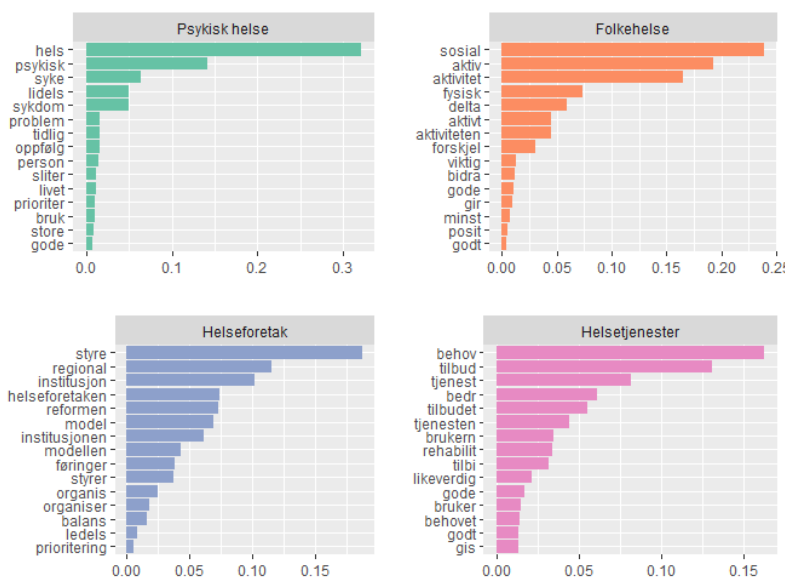 Psykisk helse
hels
psykisk
syke
lidels
sykdom
problem
tidlig
oppfølg
person
sliter
livet
prioriter
bruk
store
gode
0.0 0.1 0.2 0.3
Folkehelse
sosial
aktiv
aktivitet
fysisk
delta
aktivt
aktiviteten
forskjel
viktig
bidra
gode
gir
minst
posit
godt
0.00 0.05 0.10 0.15 0.20 0.25
Helseforetak
styre
regional
institusjon
helseforetaken
reformen
model
institusjonen
modellen
føringer
styrer
organis
organiser
balans
ledels
prioritering
0.00 0.05 0.10 0.15
Helsetjenester
behov
tilbud
tjenest
bedr
tilbudet
tjenesten
brukern
rehabilit
tilbi
likeverdig
gode
bruker
behovet
godt
gis
0.00 0.05 0.10 0.15